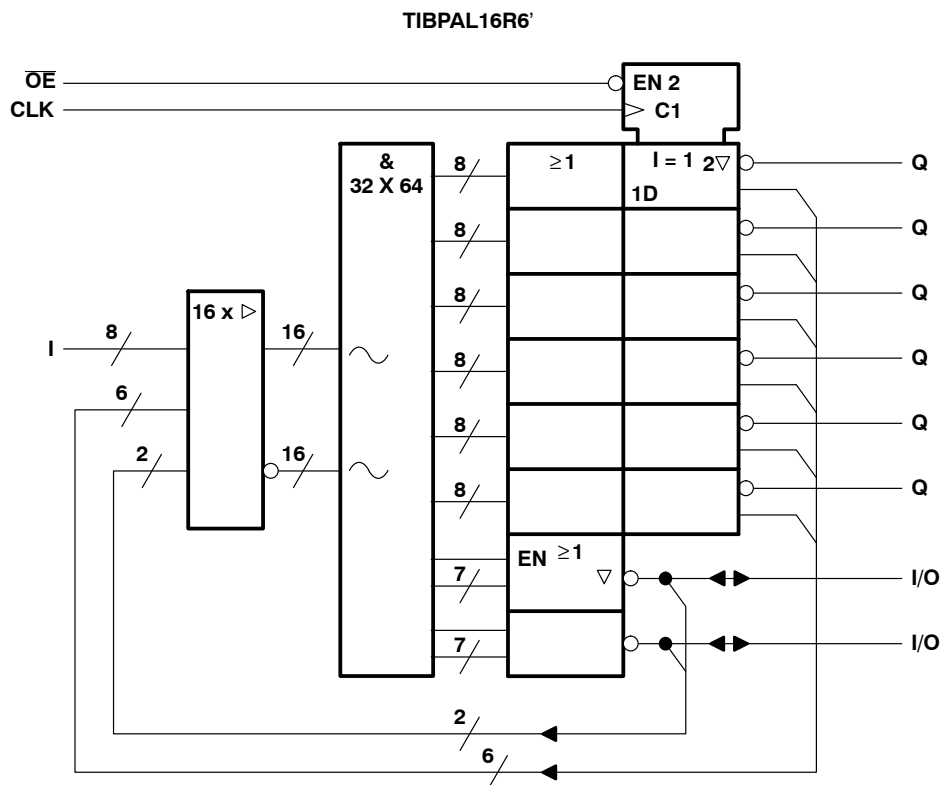 TIBPAL16R6’
OE
EN 2
CLK
C1
&
32 X 64
8
≥1
I = 1 2▽
1D
Q
8
Q
8
Q
16 x ▷
8
16
I
8
Q
6
8
Q
2
16
8
Q
EN ≥1
▽
7
I/O
7
I/O
2
6